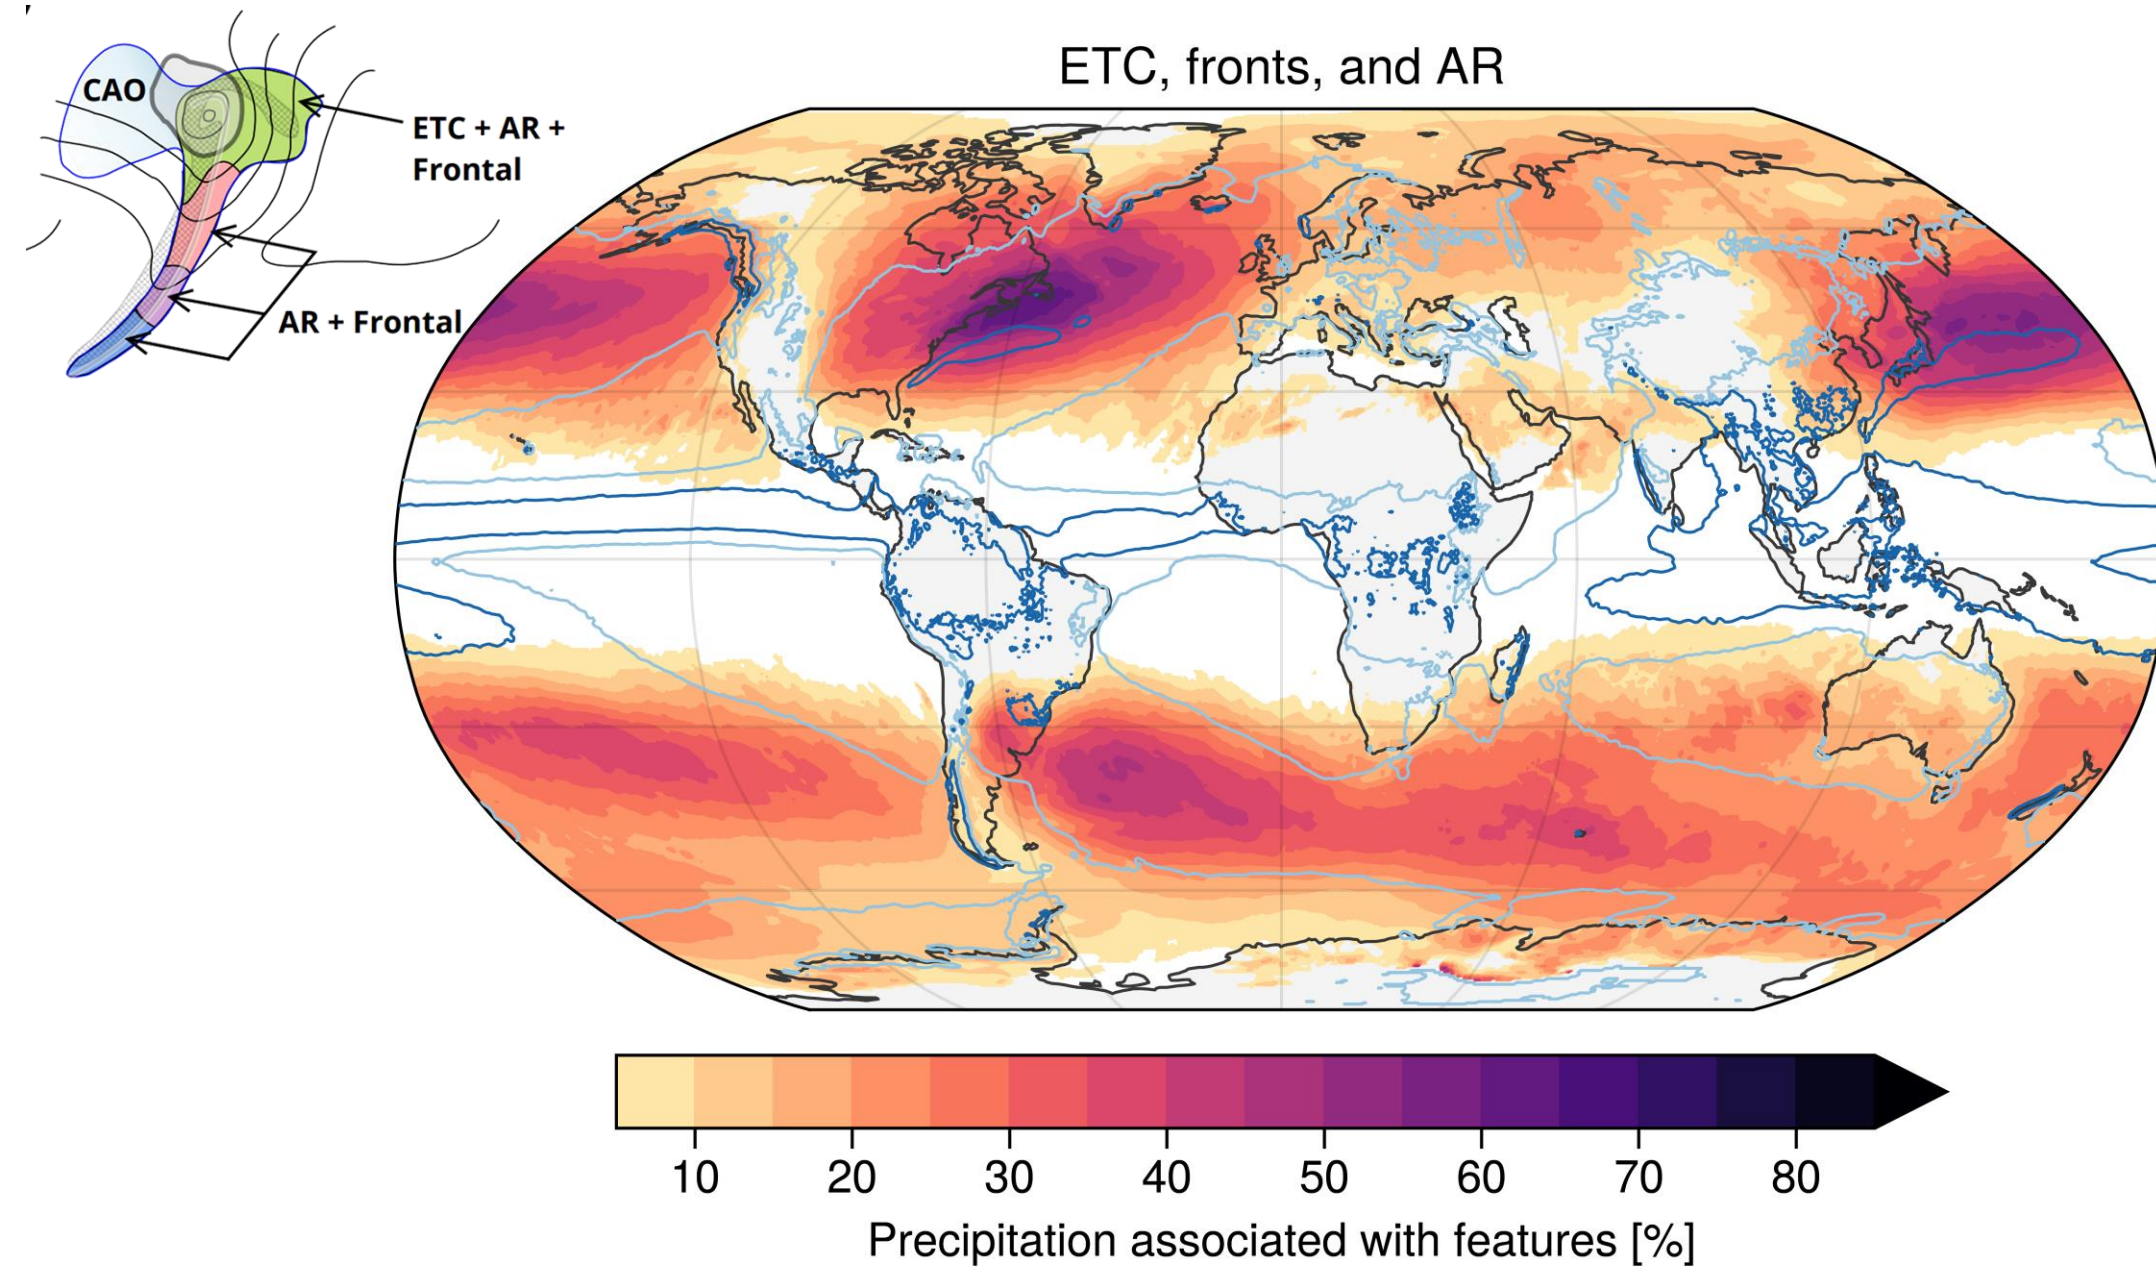 ETC, fronts, and AR
CAO
ETC + AR +
Frontal
AR + Frontal
10 20 30 40 50 60 70 80
Precipitation associated with features [%]